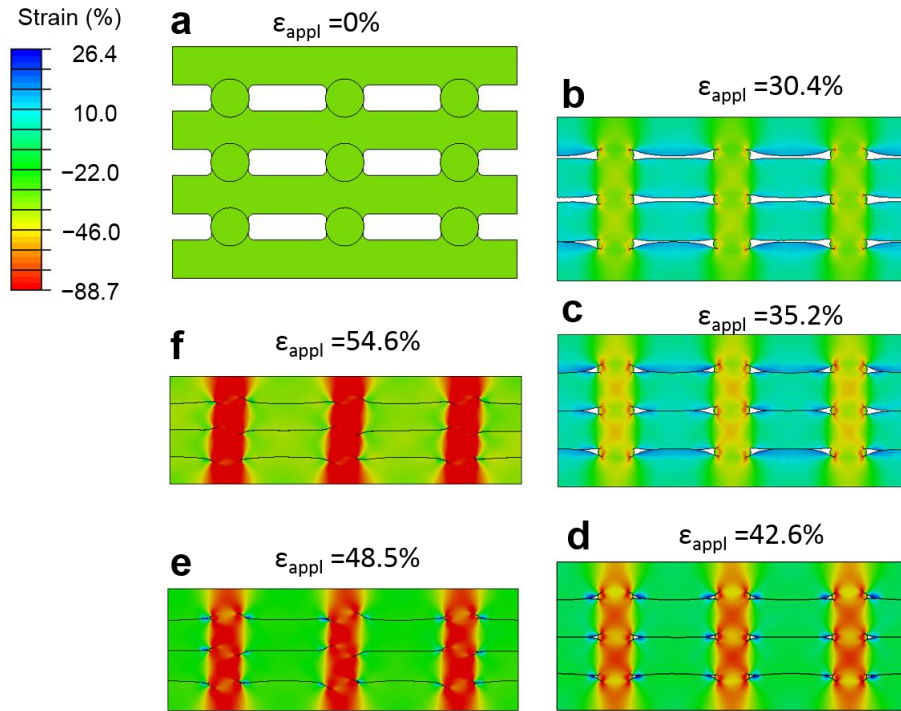 Strain (%)
26.4
10.0
−22.0
−46.0
−88.7
a
εappl =0%
b
εappl =30.4%
c
εappl =35.2%
f
εappl =54.6%
e
εappl =48.5%
d
εappl =42.6%